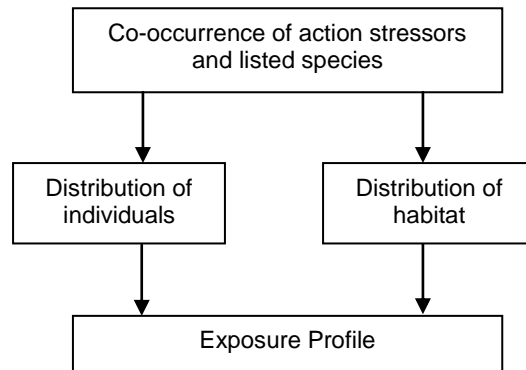 Co-occurrence of action stressors
and listed species
Distribution of
individuals
Distribution of
habitat
Exposure Profile